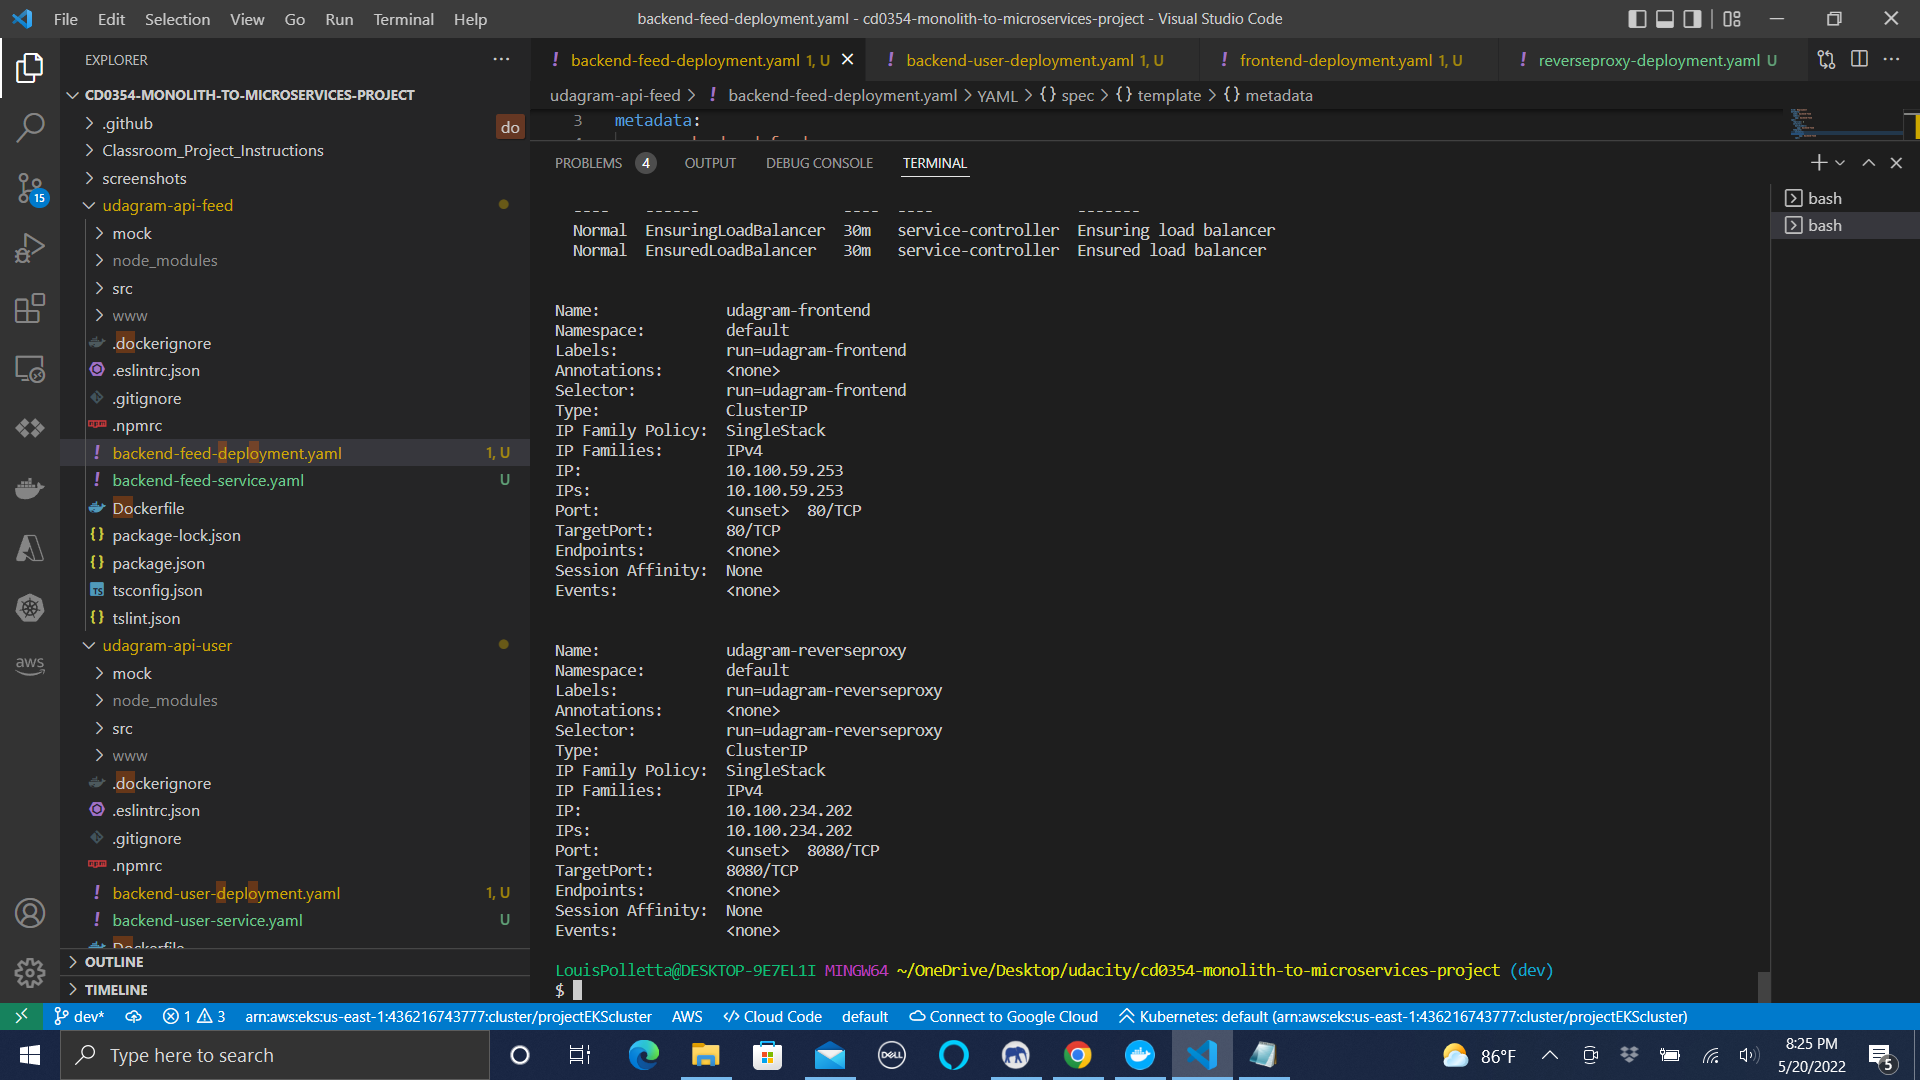 File Edit Selection View Go Run Terminal Help
backend-feed-deployment.yaml - cd0354-monolith-to-microservices-project - Visual Studio Code
EXPLORER
CD0354-MONOLITH-TO-MICROSERVICES-PROJECT
.github
do
Classroom_Project_Instructions
screenshots
udagram-api-feed
mock
node_modules
src
www
.dockerignore
.eslintrc.json
.gitignore
.npmrc
backend-feed-deployment.yaml 1, U
backend-feed-service.yaml U
Dockerfile
package-lock.json
package.json
tsconfig.json
tslint.json
udagram-api-user
mock
node_modules
src
www
.dockerignore
.eslintrc.json
.gitignore
.npmrc
backend-user-deployment.yaml 1, U
backend-user-service.yaml U
Dockerfile
OUTLINE
TIMELINE
15
aws
backend-feed-deployment.yaml 1, U
backend-user-deployment.yaml 1, U
frontend-deployment.yaml 1, U
reverseproxy-deployment.yaml U
udagram-api-feed > ! backend-feed-deployment.yaml > YAML > {} spec > {} template > {} metadata
3 metadata:
PROBLEMS 4 OUTPUT DEBUG CONSOLE TERMINAL
bash
bash
---- ------ ---- ---- -------
Normal EnsuringLoadBalancer 30m service-controller Ensuring load balancer
Normal EnsuredLoadBalancer 30m service-controller Ensured load balancer
Name: udagram-frontend
Namespace: default
Labels: run=udagram-frontend
Annotations: <none>
Selector: run=udagram-frontend
Type: ClusterIP
IP Family Policy: SingleStack
IP Families: IPv4
IP: 10.100.59.253
IPs: 10.100.59.253
Port: <unset> 80/TCP
TargetPort: 80/TCP
Endpoints: <none>
Session Affinity: None
Events: <none>
Name: udagram-reverseproxy
Namespace: default
Labels: run=udagram-reverseproxy
Annotations: <none>
Selector: run=udagram-reverseproxy
Type: ClusterIP
IP Family Policy: SingleStack
IP Families: IPv4
IP: 10.100.234.202
IPs: 10.100.234.202
Port: <unset> 8080/TCP
TargetPort: 8080/TCP
Endpoints: <none>
Session Affinity: None
Events: <none>
LouisPolletta@DESKTOP-9E7EL1I MINGW64 ~/OneDrive/Desktop/udacity/cd0354-monolith-to-microservices-project (dev)
$
dev* 1 3 arn:aws:eks:us-east-1:436216743777:cluster/projectEKScluster AWS </> Cloud Code default Connect to Google Cloud Kubernetes: default (arn:aws:eks:us-east-1:436216743777:cluster/projectEKScluster)
Type here to search
DELL
86°F
8:25 PM
5/20/2022
5